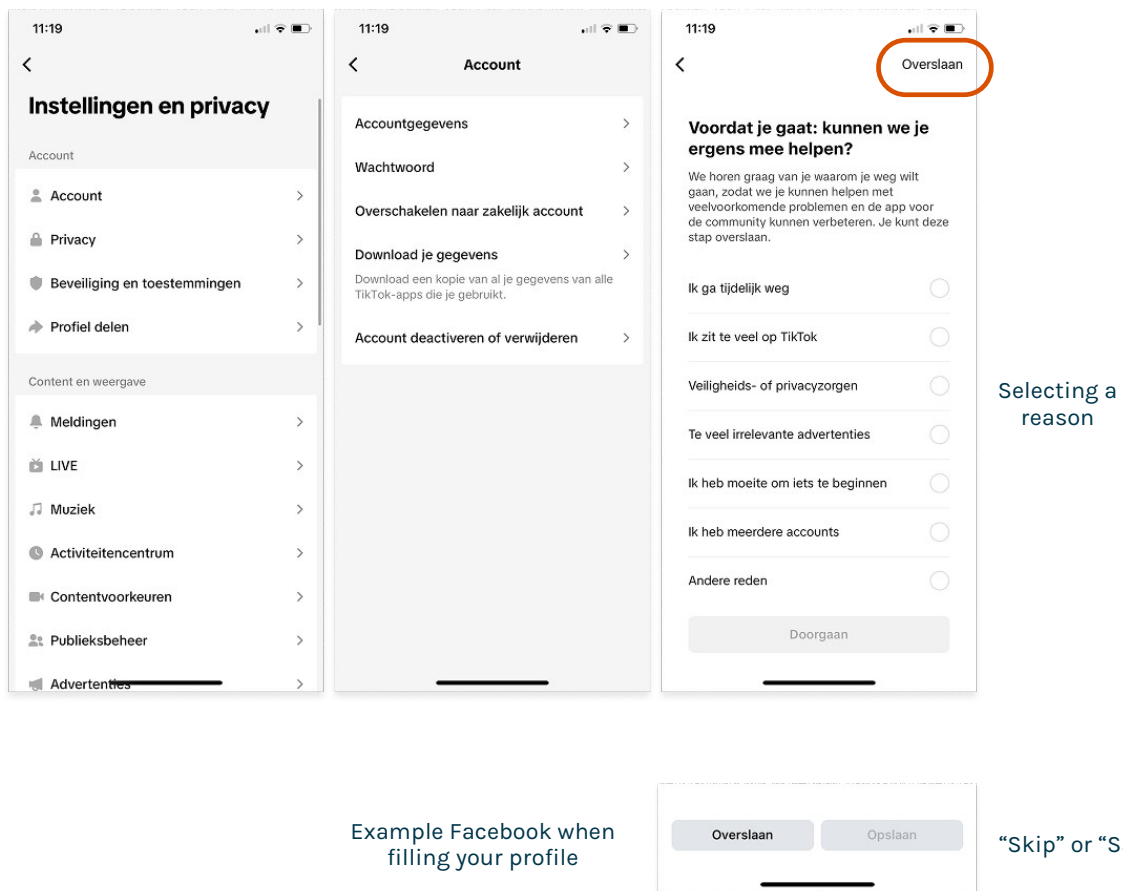 11:19
Instellingen en privacy
Account
Account
Privacy
Beveiliging en toestemmingen
Profiel delen
Content en weergave
Meldingen
LIVE
Muziek
Activiteitencentrum
Contentvoorkeuren
Publieksbeheer
Advertenties
11:19
Account
Accountgegevens
Wachtwoord
Overschakelen naar zakelijk account
Download je gegevens
Download een kopie van al je gegevens van alle
TikTok-apps die je gebruikt.
Account deactiveren of verwijderen
11:19
Overslaan
Voordat je gaat: kunnen we je
ergens mee helpen?
We horen graag van je waarom je weg wilt
gaan, zodat we je kunnen helpen met
veelvoorkomende problemen en de app voor
de community kunnen verbeteren. Je kunt deze
stap overslaan.
Ik ga tijdelijk weg
Ik zit te veel op TikTok
Veiligheids- of privacyzorgen
Te veel irrelevante advertenties
Ik heb moeite om iets te beginnen
Ik heb meerdere accounts
Andere reden
Doorgaan
Selecting a
reason
Example Facebook when
filling your profile
Overslaan
Opslaan
“Skip” or “S